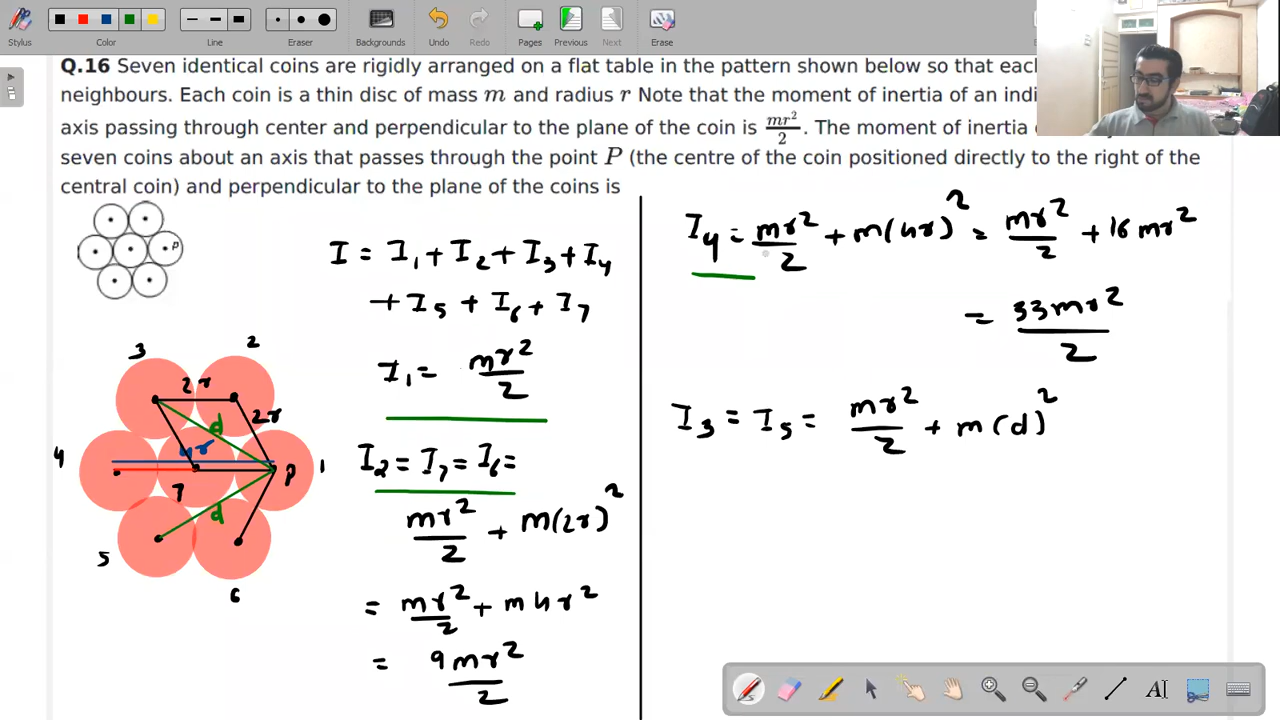 Stylus Color Line Eraser Backgrounds Undo Redo Pages Previous Next Erase
Q.16 Seven identical coins are rigidly arranged on a flat table in the pattern shown below so that eac
neighbours. Each coin is a thin disc of mass m and radius r Note that the moment of inertia of an indi
axis passing through center and perpendicular to the plane of the coin is mr²/2. The moment of inertia
seven coins about an axis that passes through the point P (the centre of the coin positioned directly to the right of the
central coin) and perpendicular to the plane of the coins is
P
I = I₁ + I₂ + I₃ + I₄
+ I₅ + I₆ + I₇
I₁ = mr²/2
I₂ = I₇ = I₆ =
mr²/2 + m(2r)²
= mr²/2 + m4r²
= 9mr²/2
3 2
2r
2r
d
4r
4 7 P 1
d
5
6
I₄ = mr²/2 + m(4r)² = mr²/2 + 16mr²
= 33mr²/2
I₃ = I₅ = mr²/2 + m(d)²